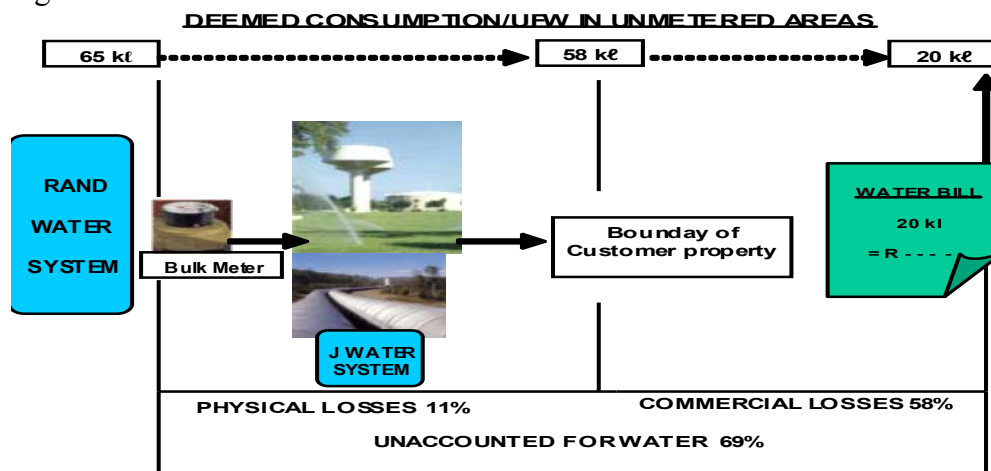 DEEMED CONSUMPTION/UFW IN UNMETERED AREAS
65 kℓ
58 kℓ
20 kℓ
RAND
WATER
SYSTEM
Bulk Meter
J WATER
SYSTEM
Bounday of
Customer property
WATER BILL
20 kl
= R - - - -
PHYSICAL LOSSES 11%
COMMERCIAL LOSSES 58%
UNACCOUNTED FOR WATER 69%